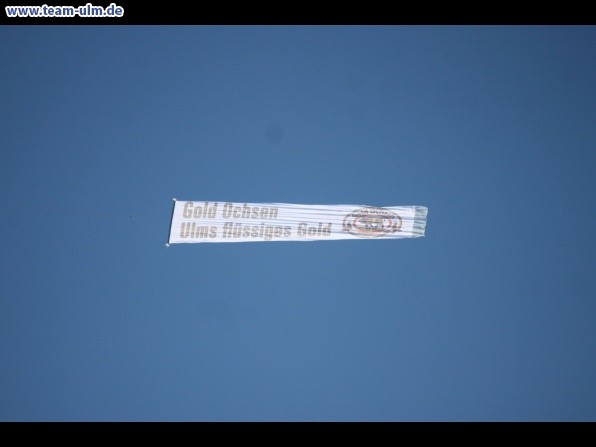 www.team-ulm.de
Gold Ochsen
Ulms flüssiges Gold